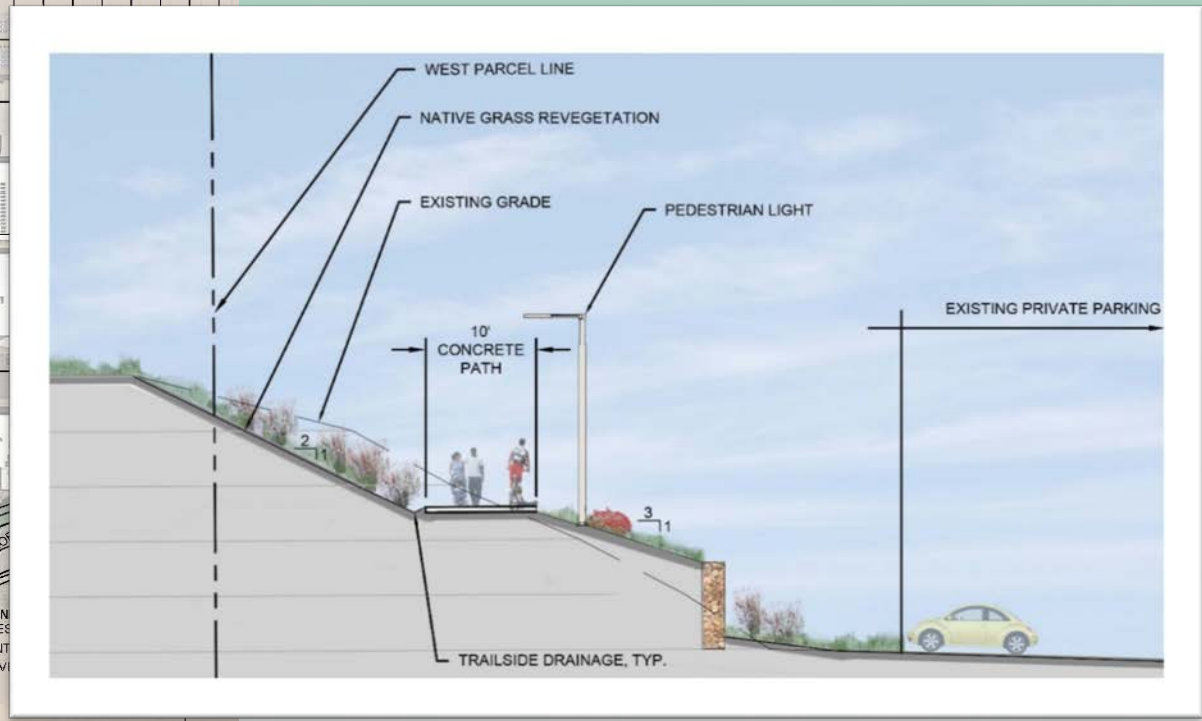 WEST PARCEL LINE
NATIVE GRASS REVEGETATION
EXISTING GRADE
PEDESTRIAN LIGHT
EXISTING PRIVATE PARKING
10'
CONCRETE
PATH
2
1
3
1
TRAILSIDE DRAINAGE, TYP.